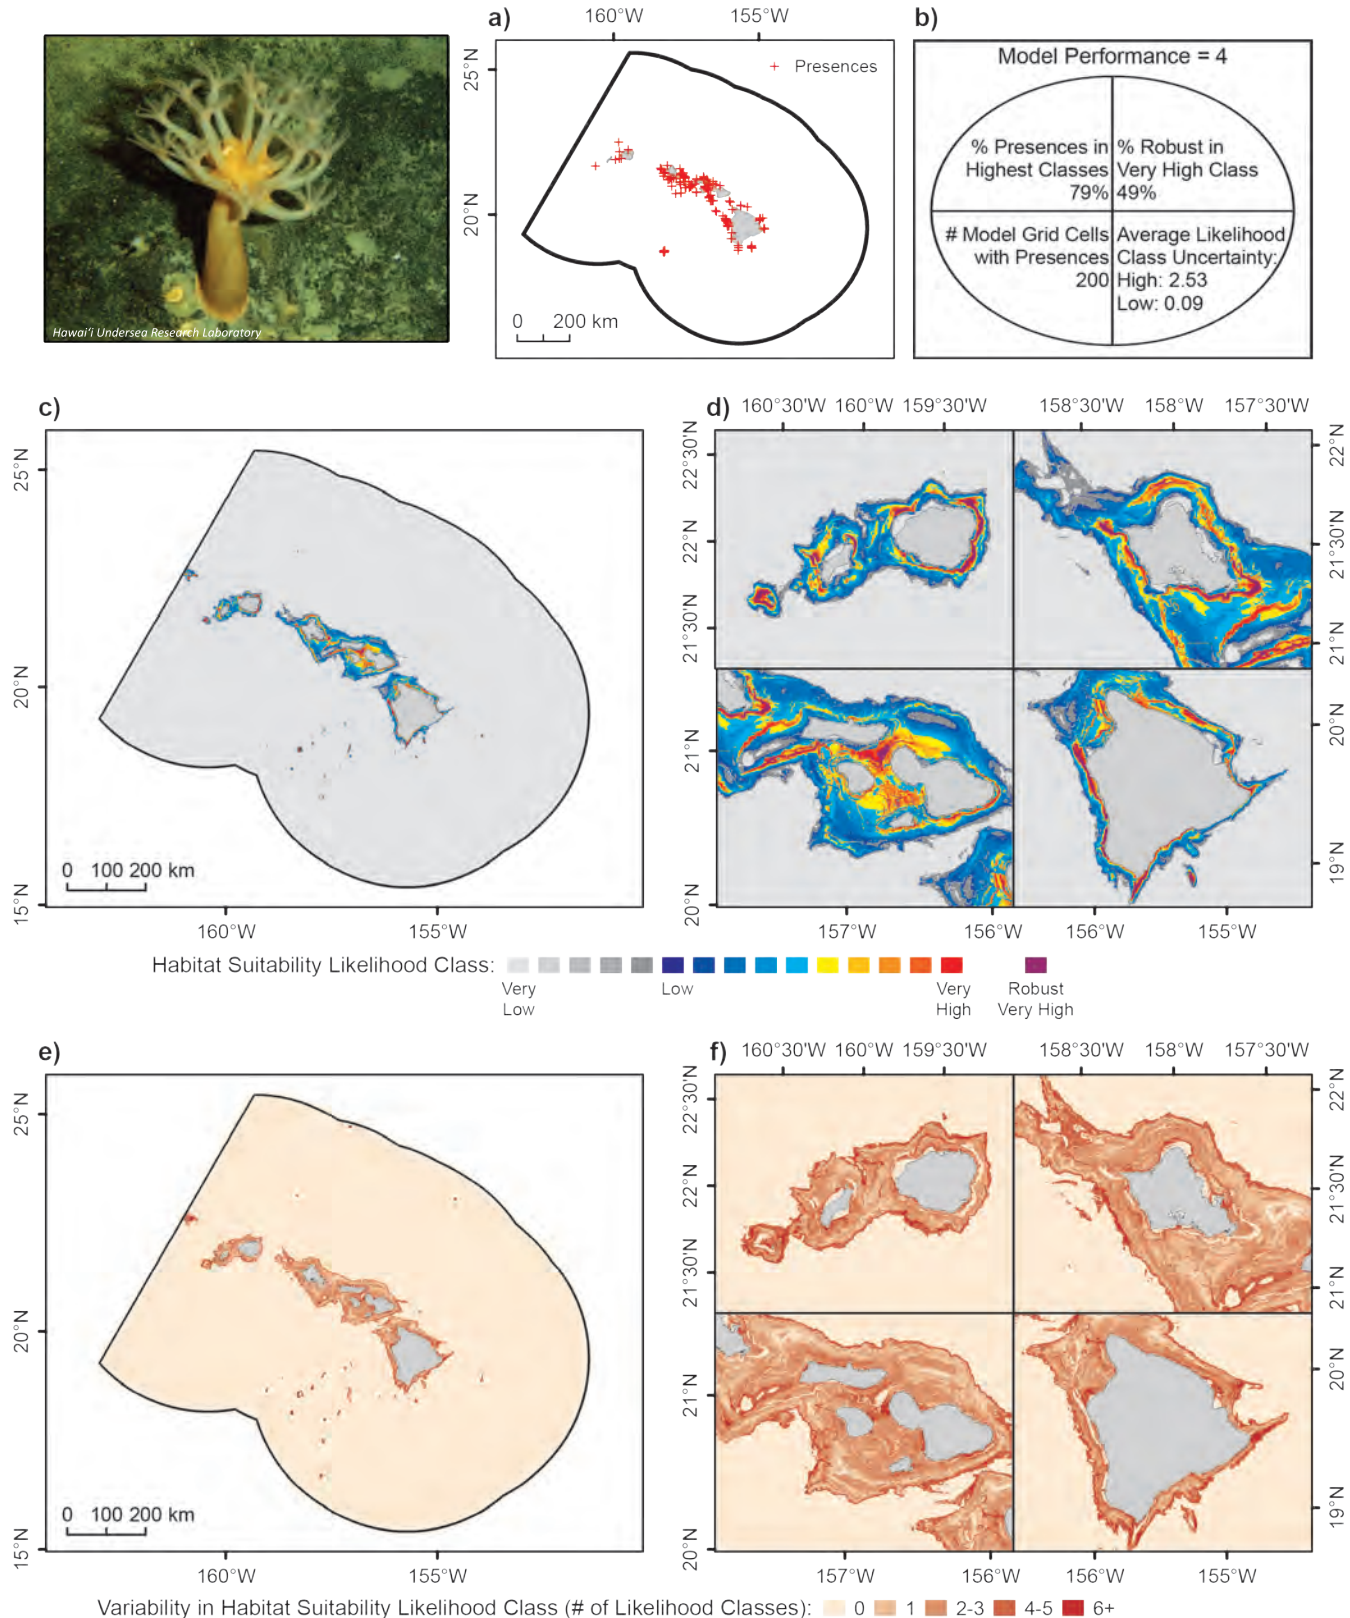 a)
160°W 155°W
25°N
20°N
+ Presences
0 200 km
Hawai'i Undersea Research Laboratory
b)
Model Performance = 4
% Presences in
Highest Classes
79%
% Robust in
Very High Class
49%
# Model Grid Cells
with Presences
200
Average Likelihood
Class Uncertainty:
High: 2.53
Low: 0.09
c)
25°N
20°N
15°N
0 100 200 km
160°W 155°W
d)
160°30'W 160°W 159°30'W 158°30'W 158°W 157°30'W
22°30'N
22°N
21°30'N
21°N
20°N
22°N
21°30'N
21°N
20°N
19°N
157°W 156°W 156°W 155°W
Habitat Suitability Likelihood Class:
Very
Low
Low
Very
High
Robust
Very High
e)
25°N
20°N
15°N
0 100 200 km
160°W 155°W
f)
160°30'W 160°W 159°30'W 158°30'W 158°W 157°30'W
22°30'N
22°N
21°30'N
21°N
20°N
22°N
21°30'N
21°N
20°N
19°N
157°W 156°W 156°W 155°W
Variability in Habitat Suitability Likelihood Class (# of Likelihood Classes): 0 1 2-3 4-5 6+